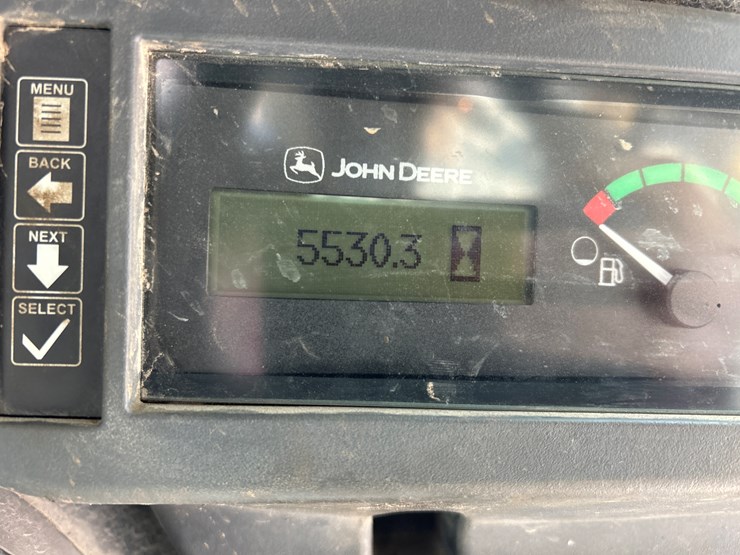 MENU
BACK
NEXT
SELECT
JOHN DEERE
5530.3